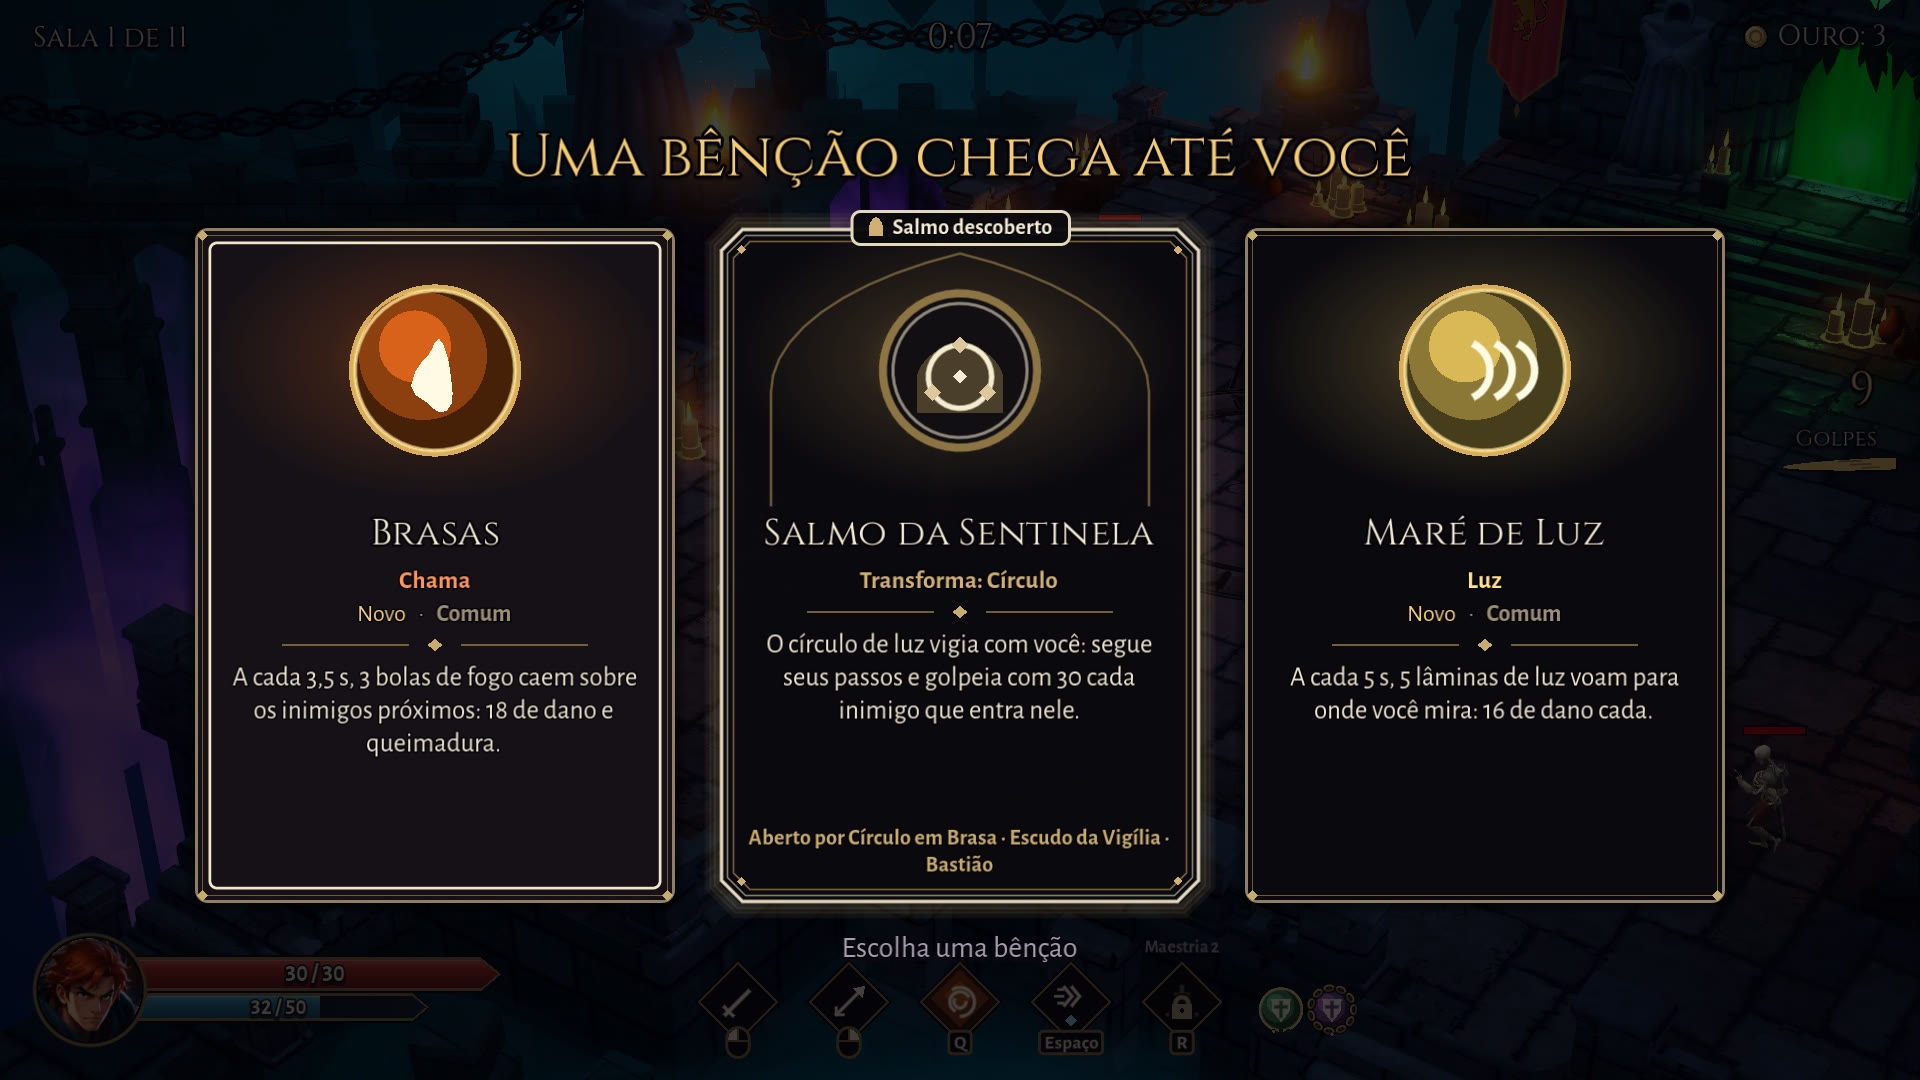 Sala 1 de 11
0:07
Ouro: 3
Uma bênção chega até você
Salmo descoberto
Brasas
Chama
Novo · Comum
A cada 3,5 s, 3 bolas de fogo caem sobre
os inimigos próximos: 18 de dano e
queimadura.
Salmo da Sentinela
Transforma: Círculo
O círculo de luz vigia com você: segue
seus passos e golpeia com 30 cada
inimigo que entra nele.
Aberto por Círculo em Brasa · Escudo da Vigília ·
Bastião
Maré de Luz
Luz
Novo · Comum
A cada 5 s, 5 lâminas de luz voam para
onde você mira: 16 de dano cada.
9
Golpes
Escolha uma bênção
Maestria 2
30/30
32/50
Q
Espaço
R